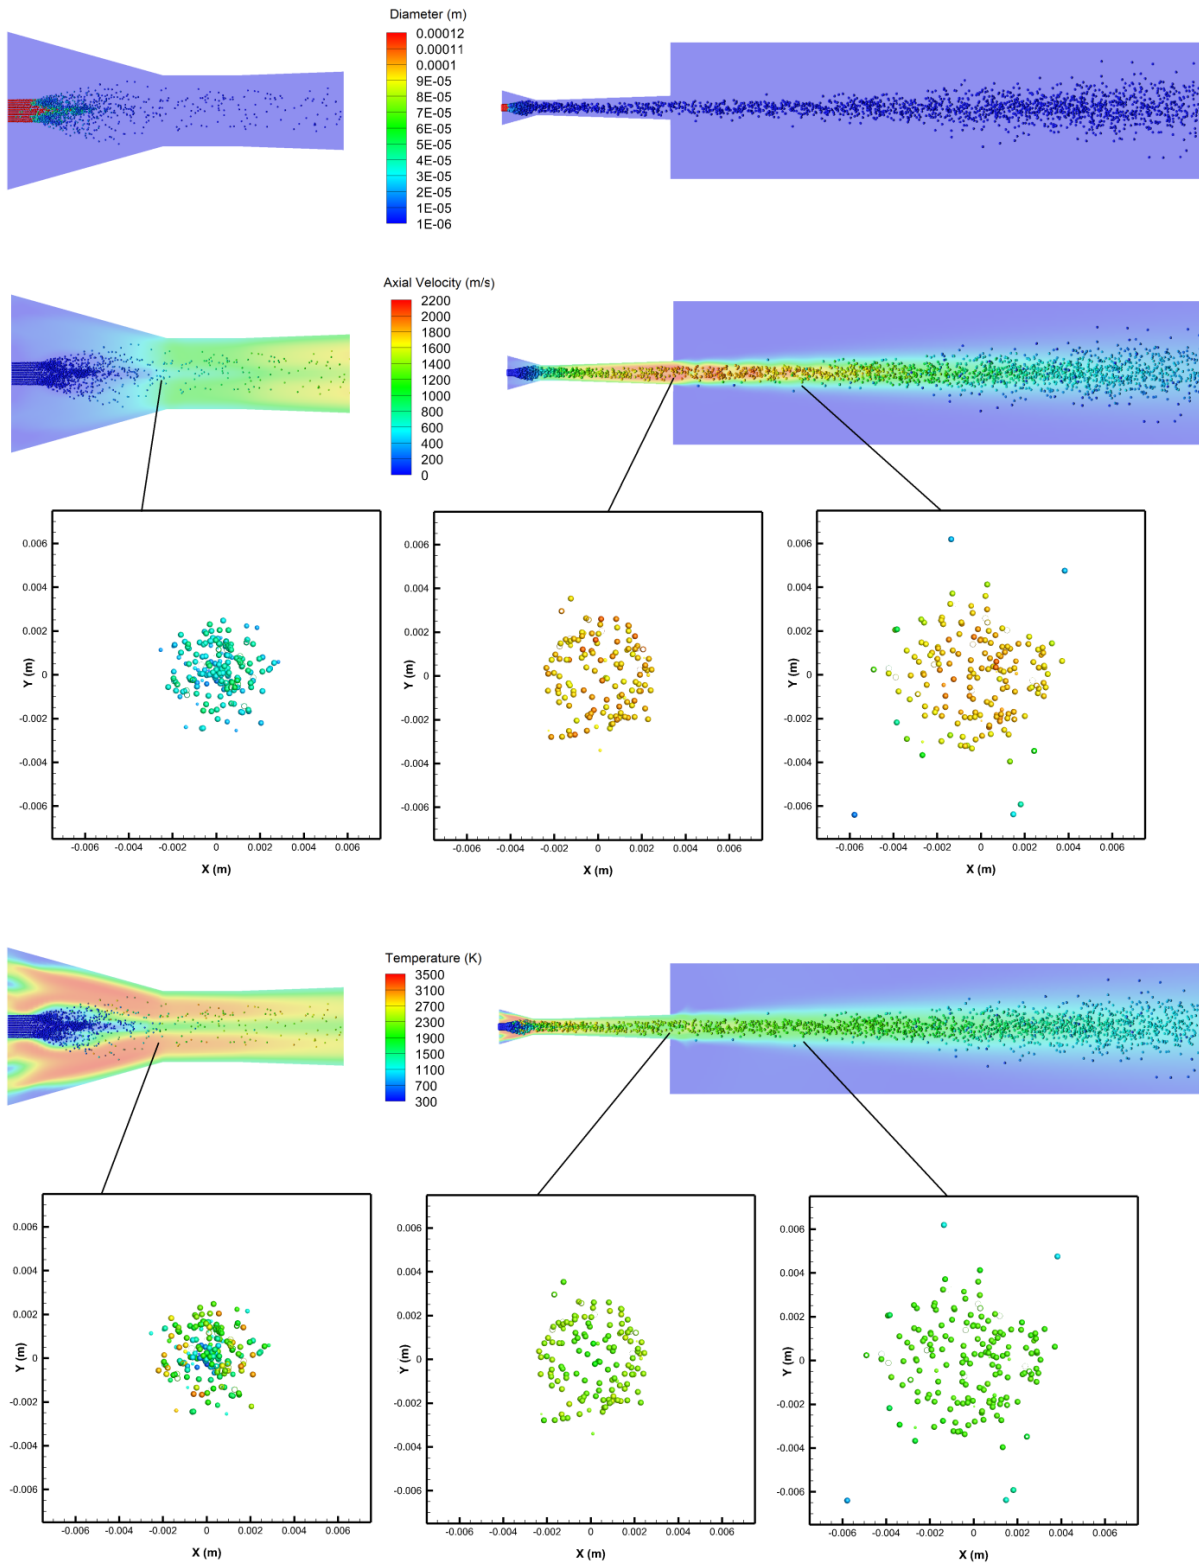 Diameter (m)
0.00012
0.00011
0.0001
9E-05
8E-05
7E-05
6E-05
5E-05
4E-05
3E-05
2E-05
1E-05
1E-06
Axial Velocity (m/s)
2200
2000
1800
1600
1400
1200
1000
800
600
400
200
0
0.006
0.004
0.002
0
-0.002
-0.004
-0.006
Y (m)
-0.006 -0.004 -0.002 0 0.002 0.004 0.006
X (m)
0.006
0.004
0.002
0
-0.002
-0.004
-0.006
Y (m)
-0.006 -0.004 -0.002 0 0.002 0.004 0.006
X (m)
0.006
0.004
0.002
0
-0.002
-0.004
-0.006
Y (m)
-0.006 -0.004 -0.002 0 0.002 0.004 0.006
X (m)
Temperature (K)
3500
3100
2700
2300
1900
1500
1100
700
300
0.006
0.004
0.002
0
-0.002
-0.004
-0.006
Y (m)
-0.006 -0.004 -0.002 0 0.002 0.004 0.006
X (m)
0.006
0.004
0.002
0
-0.002
-0.004
-0.006
Y (m)
-0.006 -0.004 -0.002 0 0.002 0.004 0.006
X (m)
0.006
0.004
0.002
0
-0.002
-0.004
-0.006
Y (m)
-0.006 -0.004 -0.002 0 0.002 0.004 0.006
X (m)